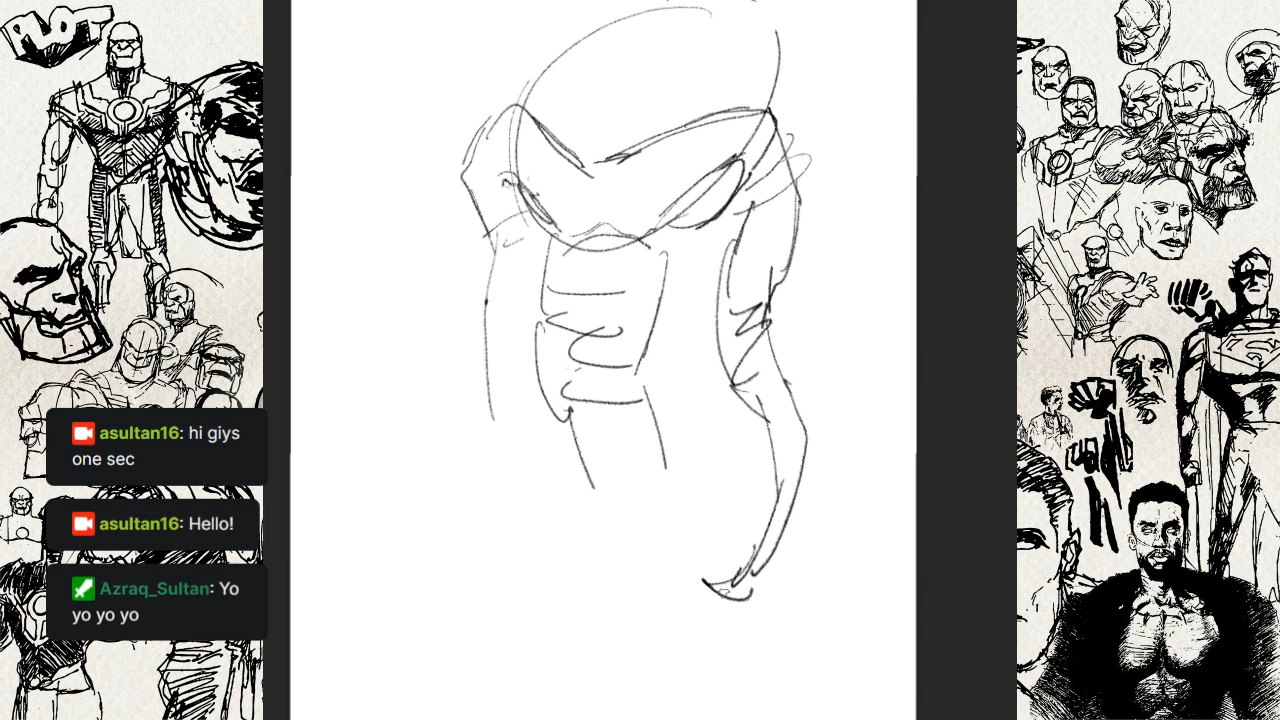 PLOT
asultan16: hi giys
one sec
asultan16: Hello!
Azraq_Sultan: Yo
yo yo yo